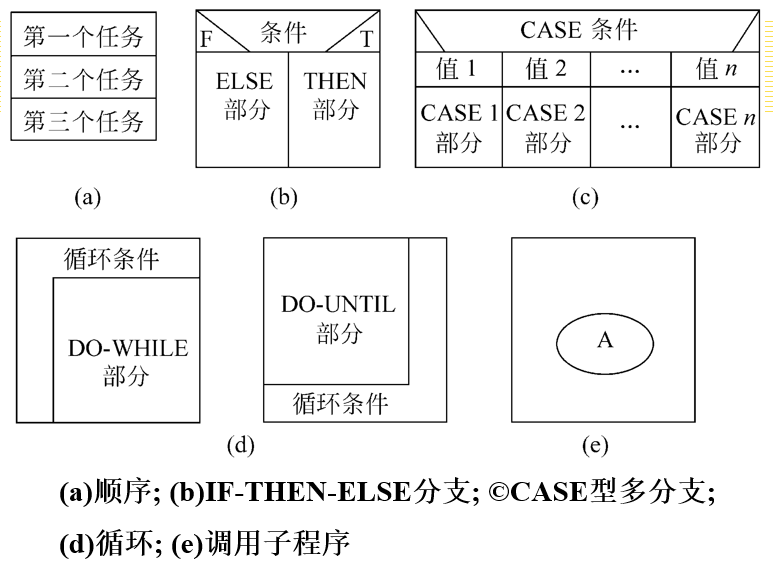 第一个任务
第二个任务
第三个任务
(a)
F 条件 T
ELSE 部分
THEN 部分
(b)
CASE 条件
值 1 值 2 ... 值 n
CASE 1 部分
CASE 2 部分
...
CASE n 部分
(c)
循环条件
DO-WHILE
部分
DO-UNTIL
部分
循环条件
(d)
A
(e)
(a)顺序; (b)IF-THEN-ELSE分支; ©CASE型多分支;
(d)循环; (e)调用子程序